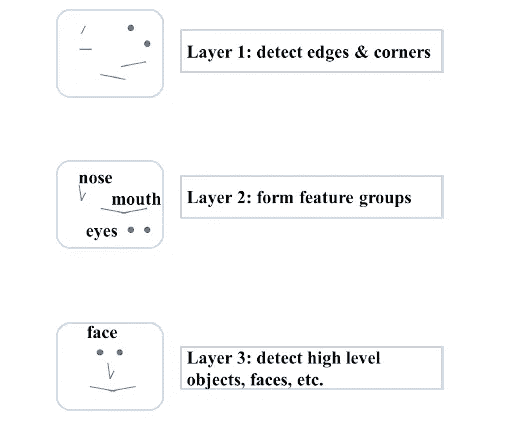 Layer 1: detect edges & corners
nose
mouth
eyes
Layer 2: form feature groups
face
Layer 3: detect high level
objects, faces, etc.